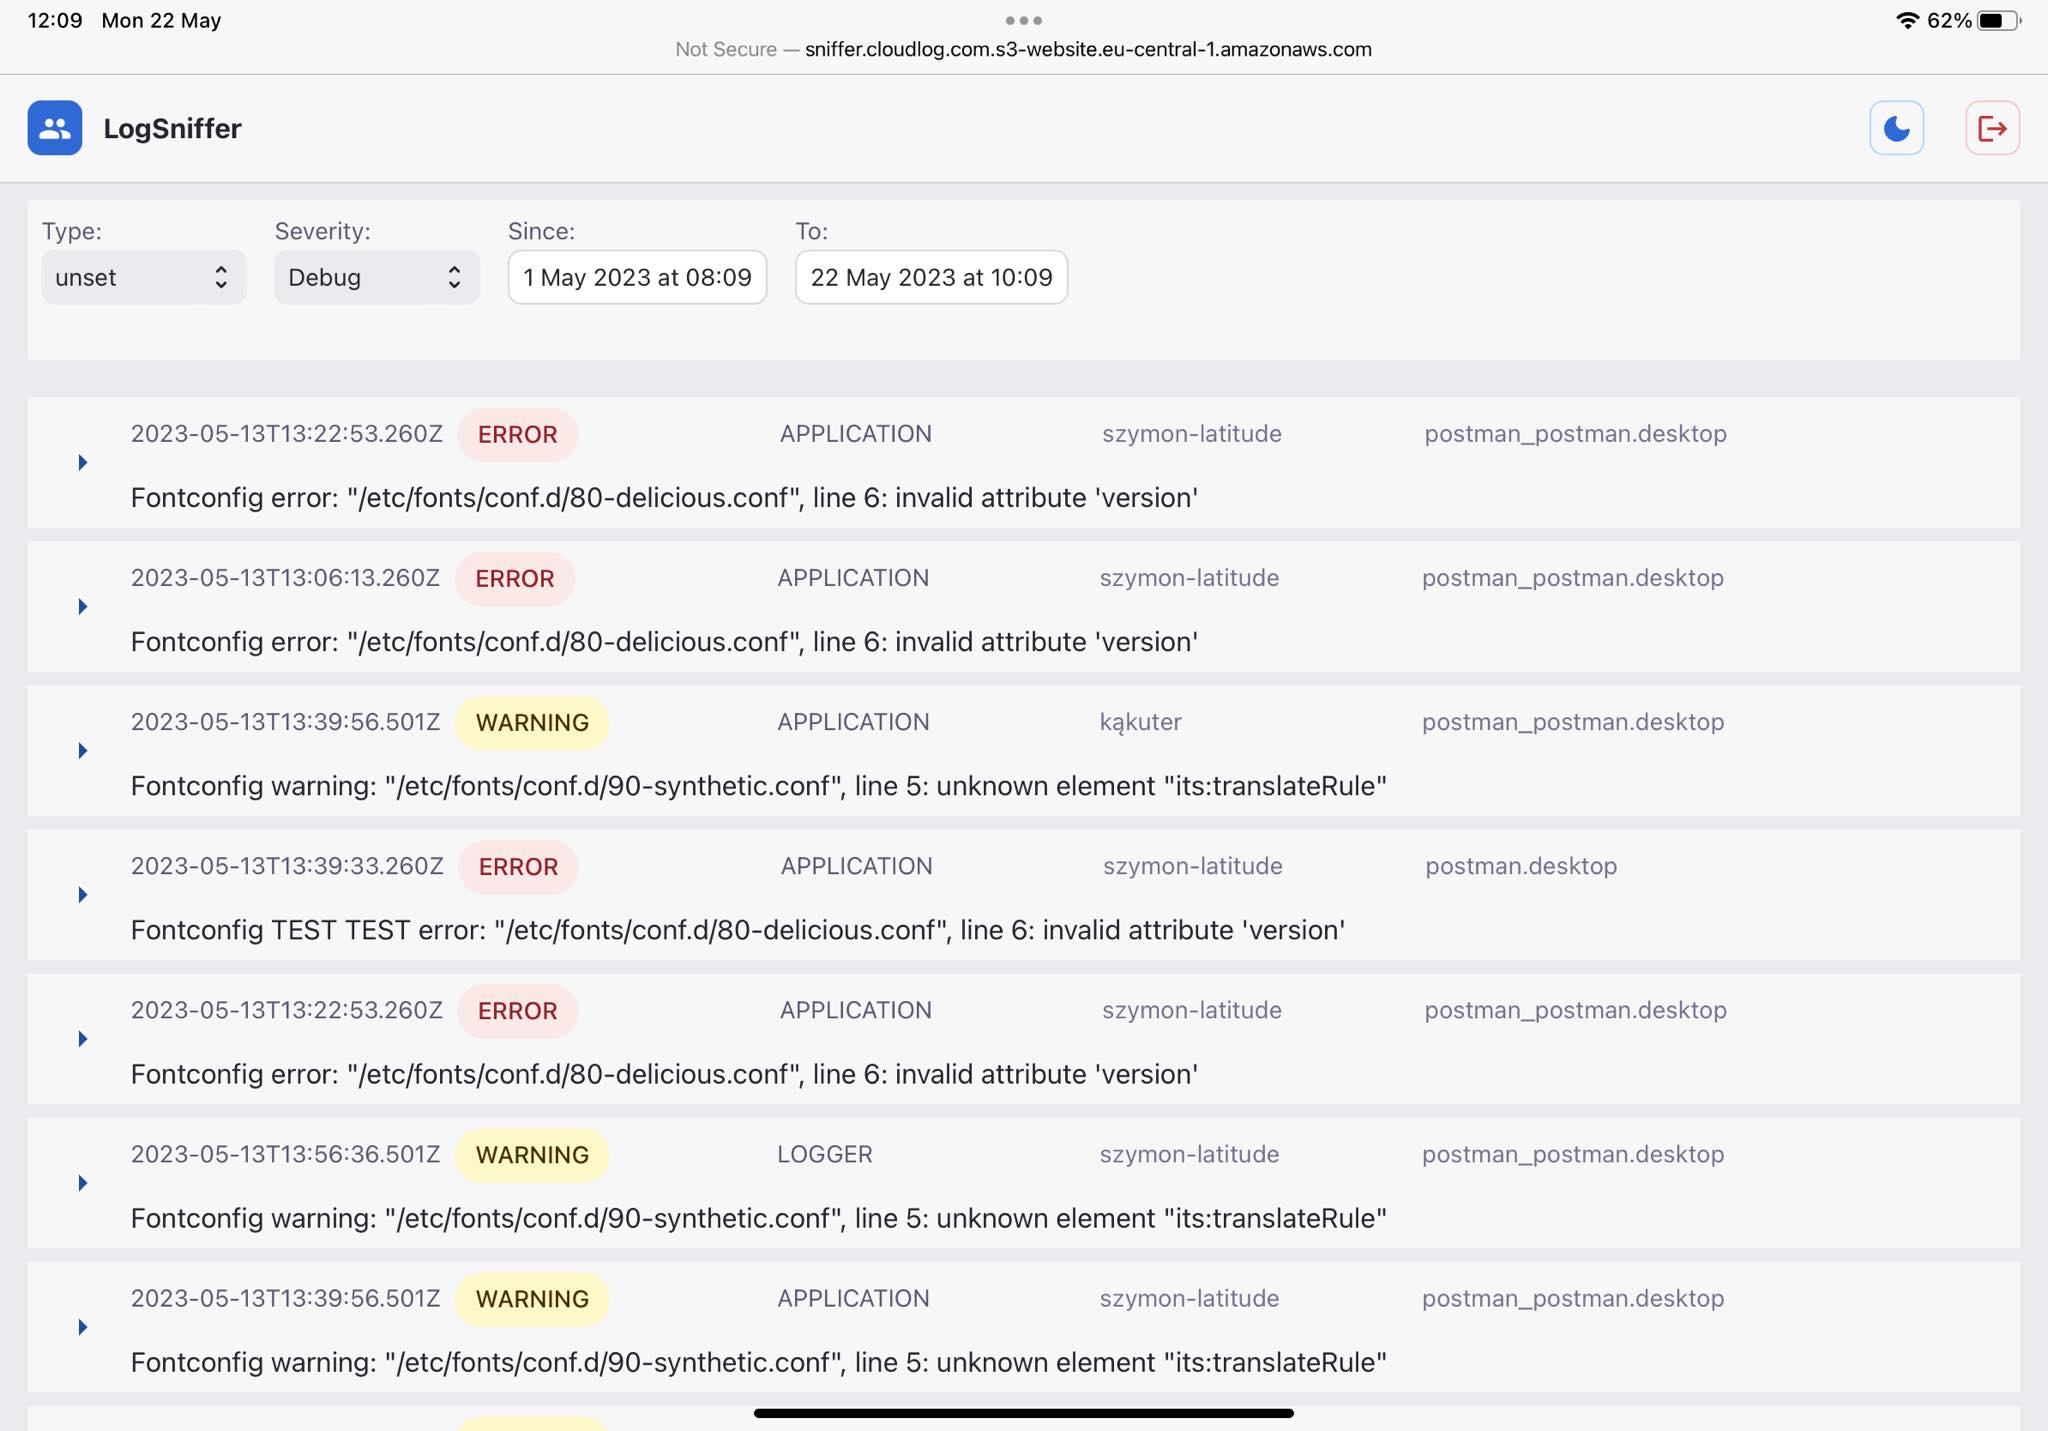 12:09 Mon 22 May
62%
Not Secure — sniffer.cloudlog.com.s3-website.eu-central-1.amazonaws.com
LogSniffer
Type: Severity: Since: To:
unset Debug 1 May 2023 at 08:09 22 May 2023 at 10:09
2023-05-13T13:22:53.260Z ERROR APPLICATION szymon-latitude postman_postman.desktop
Fontconfig error: "/etc/fonts/conf.d/80-delicious.conf", line 6: invalid attribute 'version'
2023-05-13T13:06:13.260Z ERROR APPLICATION szymon-latitude postman_postman.desktop
Fontconfig error: "/etc/fonts/conf.d/80-delicious.conf", line 6: invalid attribute 'version'
2023-05-13T13:39:56.501Z WARNING APPLICATION kąkuter postman_postman.desktop
Fontconfig warning: "/etc/fonts/conf.d/90-synthetic.conf", line 5: unknown element "its:translateRule"
2023-05-13T13:39:33.260Z ERROR APPLICATION szymon-latitude postman.desktop
Fontconfig TEST TEST error: "/etc/fonts/conf.d/80-delicious.conf", line 6: invalid attribute 'version'
2023-05-13T13:22:53.260Z ERROR APPLICATION szymon-latitude postman_postman.desktop
Fontconfig error: "/etc/fonts/conf.d/80-delicious.conf", line 6: invalid attribute 'version'
2023-05-13T13:56:36.501Z WARNING LOGGER szymon-latitude postman_postman.desktop
Fontconfig warning: "/etc/fonts/conf.d/90-synthetic.conf", line 5: unknown element "its:translateRule"
2023-05-13T13:39:56.501Z WARNING APPLICATION szymon-latitude postman_postman.desktop
Fontconfig warning: "/etc/fonts/conf.d/90-synthetic.conf", line 5: unknown element "its:translateRule"